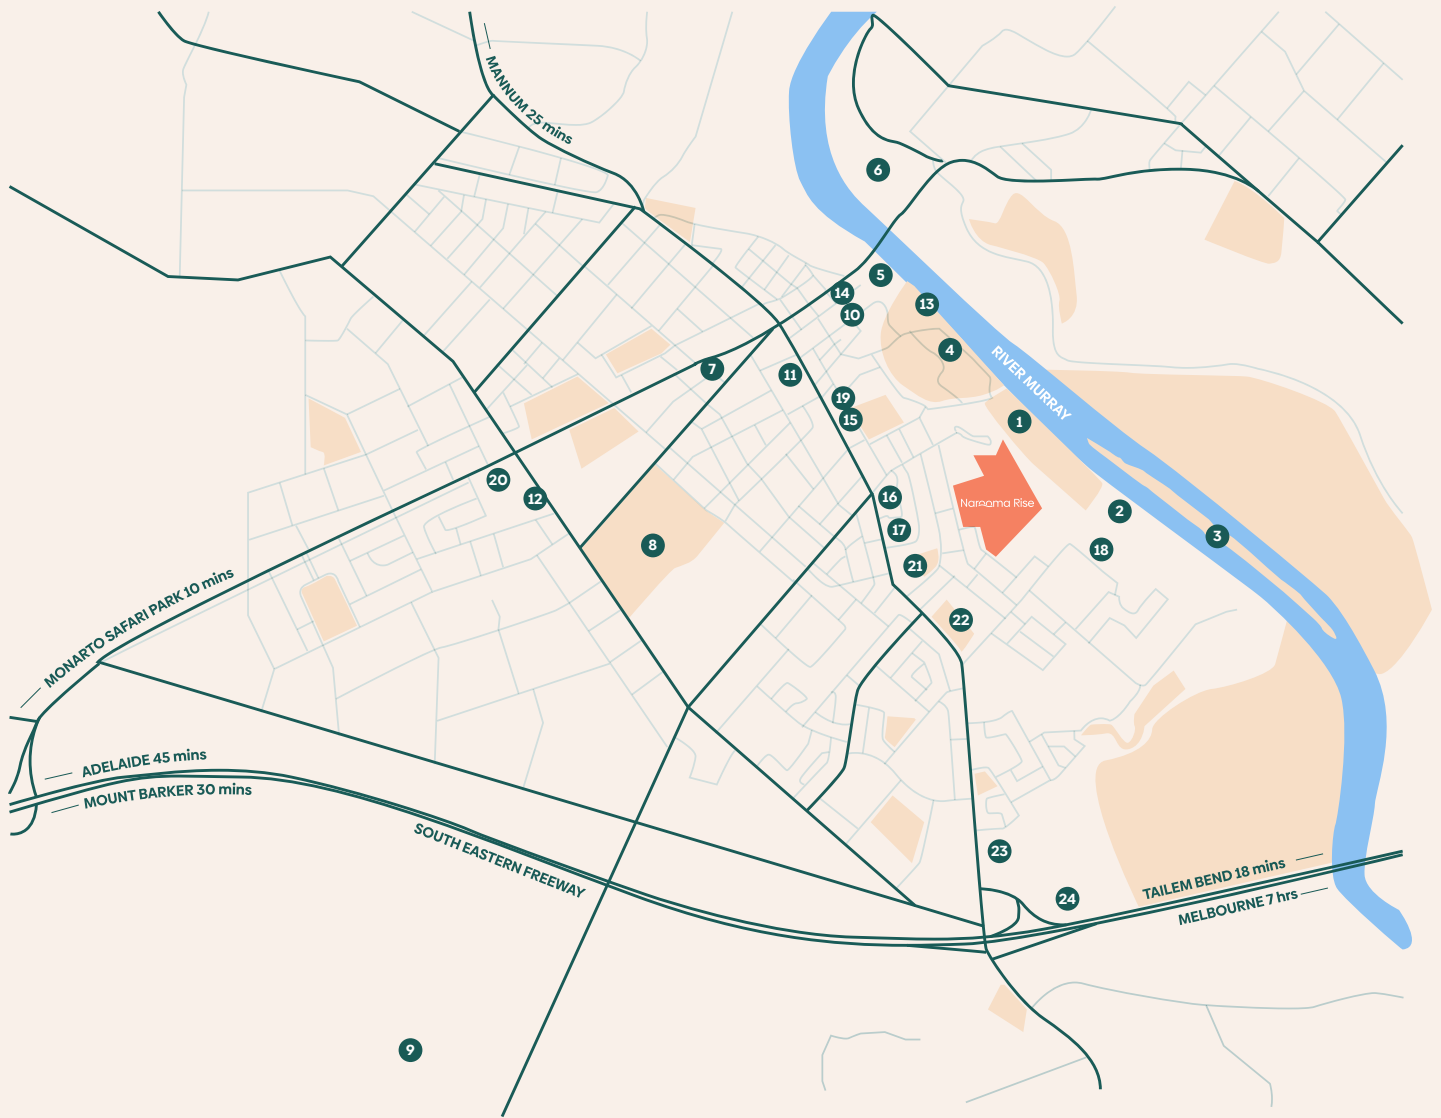 MANNUM 25 mins
6
5
14
13
10
4
RIVER MURRAY
7
11
19
15
1
20
12
16
Narooma Rise
2
17
3
8
18
21
MONARTO SAFARI PARK 10 mins
22
ADELAIDE 45 mins
MOUNT BARKER 30 mins
SOUTH EASTERN FREEWAY
23
TAILEM BEND 18 mins
24
MELBOURNE 7 hrs
9